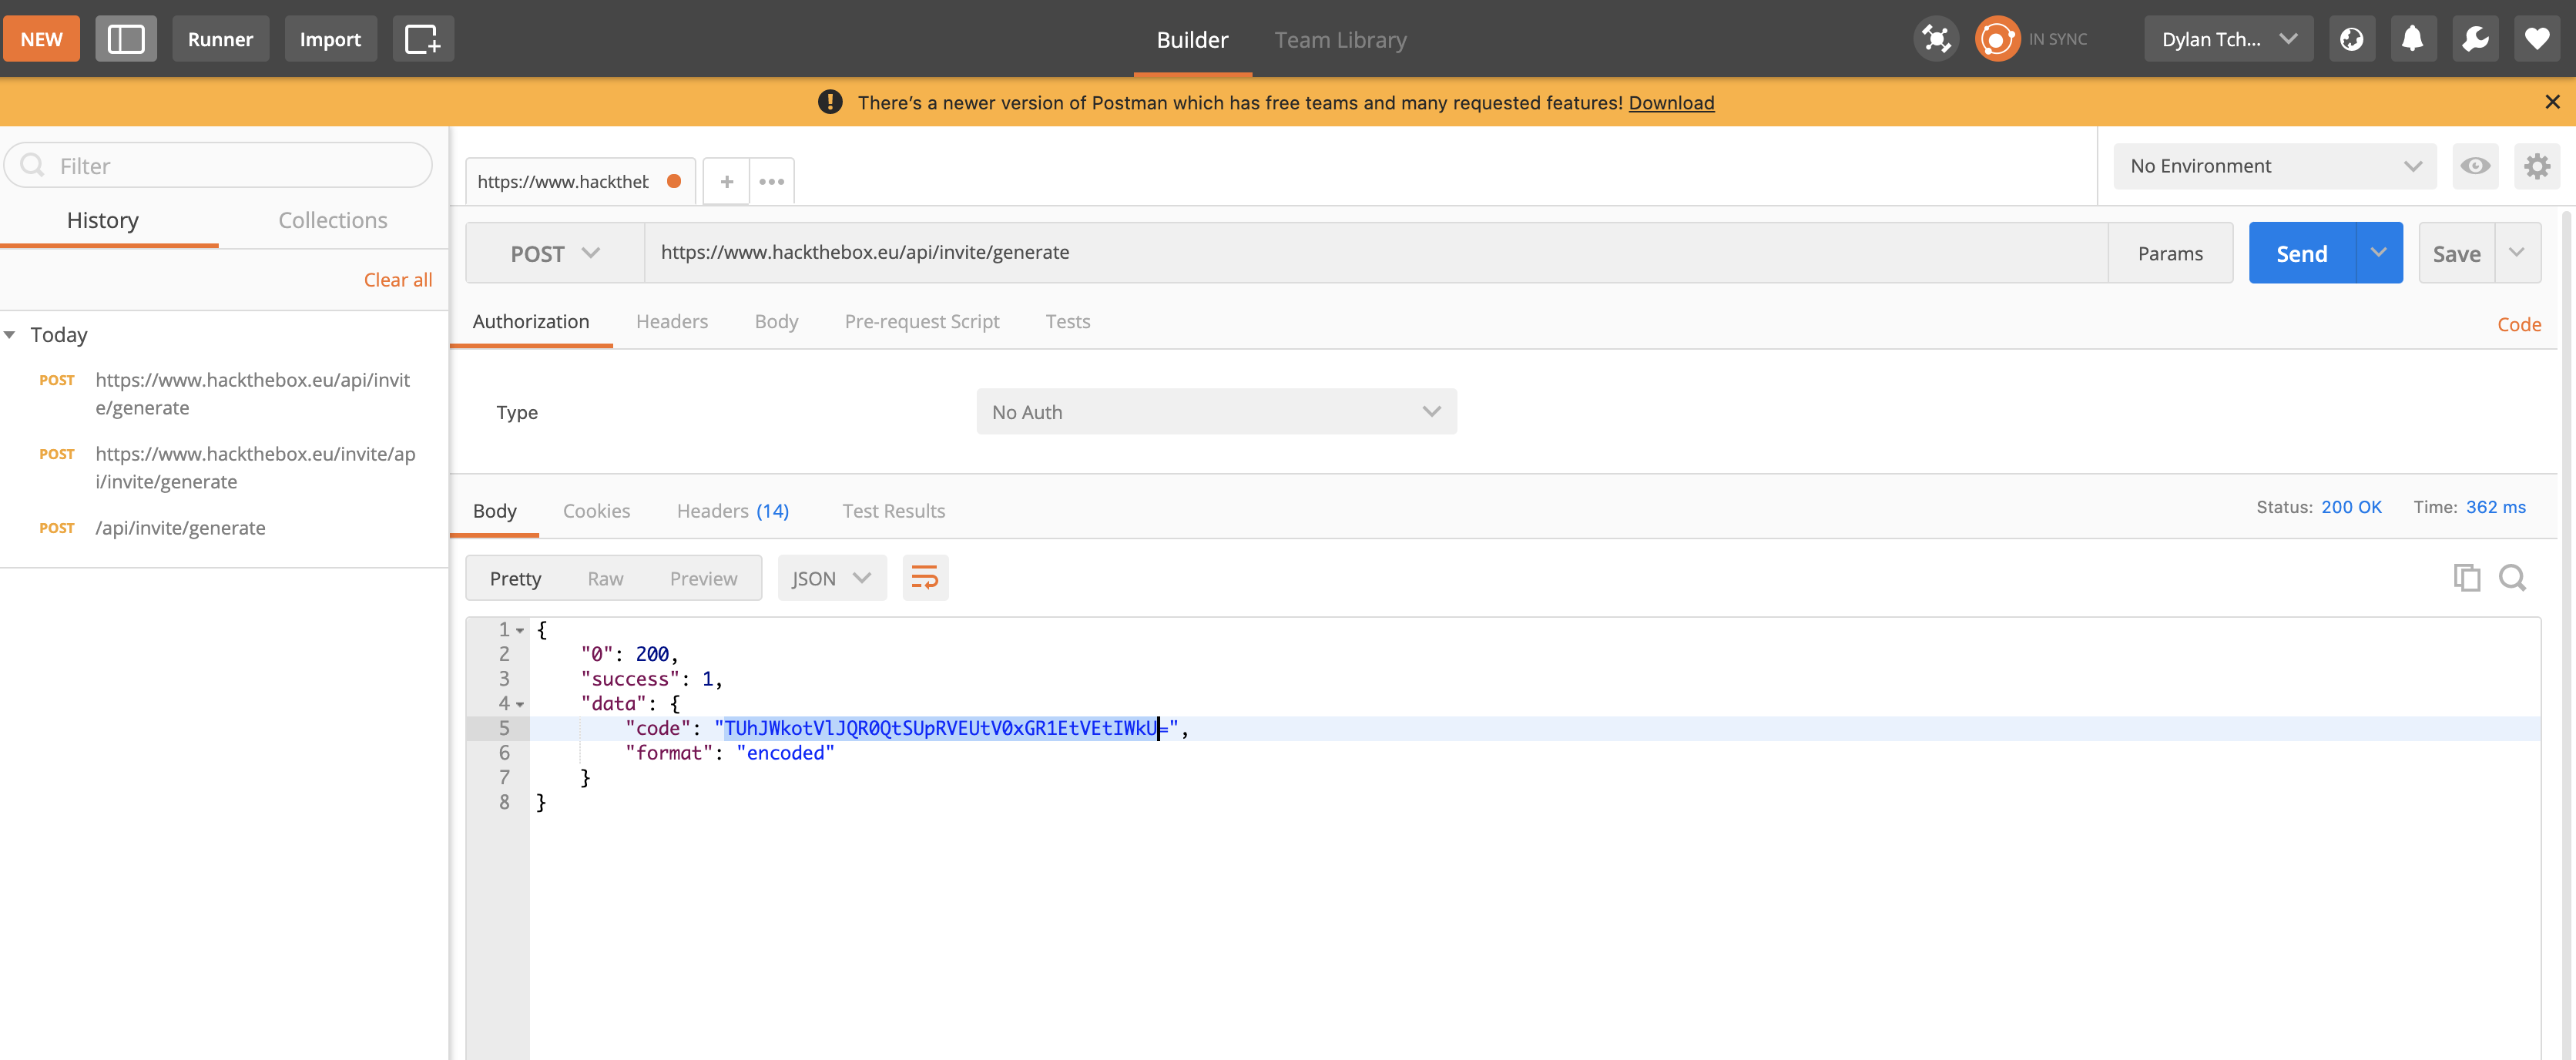 NEW
Runner
Import
Builder
Team Library
IN SYNC
Dylan Tch...
There's a newer version of Postman which has free teams and many requested features! Download
Filter
History
Collections
Clear all
Today
POST
https://www.hackthebox.eu/api/invit
e/generate
POST
https://www.hackthebox.eu/invite/ap
i/invite/generate
POST
/api/invite/generate
https://www.hackthet
No Environment
POST
https://www.hackthebox.eu/api/invite/generate
Params
Send
Save
Authorization
Headers
Body
Pre-request Script
Tests
Code
Type
No Auth
Body
Cookies
Headers (14)
Test Results
Status: 200 OK
Time: 362 ms
Pretty
Raw
Preview
JSON
1 {
2 "0": 200,
3 "success": 1,
4 "data": {
5 "code": "TUhJWkotVlJQR0QtSUpRVEUtV0xGR1EtVEtIWkU=",
6 "format": "encoded"
7 }
8 }